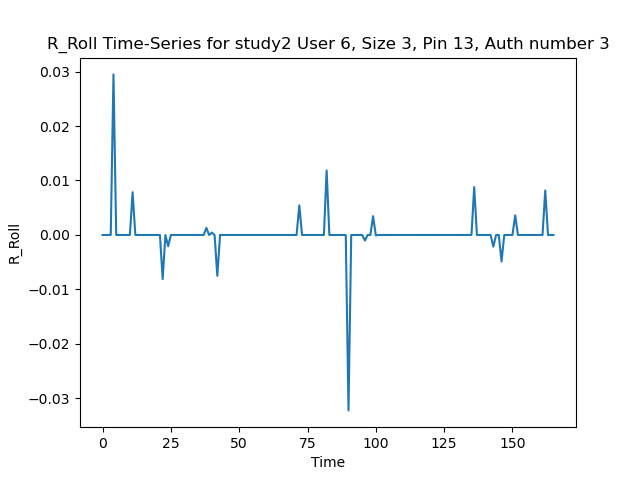 R_Roll Time-Series for study2 User 6, Size 3, Pin 13, Auth number 3
R_Roll
0.03
0.02
0.01
0.00
−0.01
−0.02
−0.03
0 25 50 75 100 125 150
Time